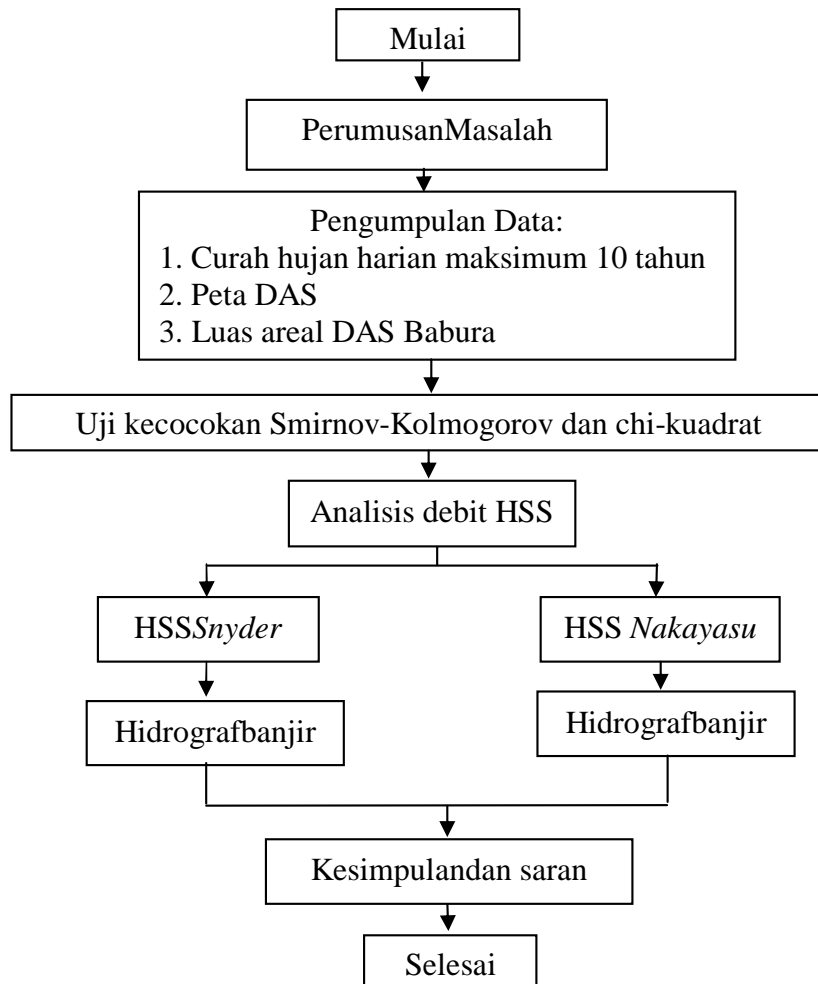 Mulai
PerumusanMasalah
Pengumpulan Data:
1. Curah hujan harian maksimum 10 tahun
2. Peta DAS
3. Luas areal DAS Babura
Uji kecocokan Smirnov-Kolmogorov dan chi-kuadrat
Analisis debit HSS
HSSSnyder
HSS Nakayasu
Hidrografbanjir
Hidrografbanjir
Kesimpulandan saran
Selesai